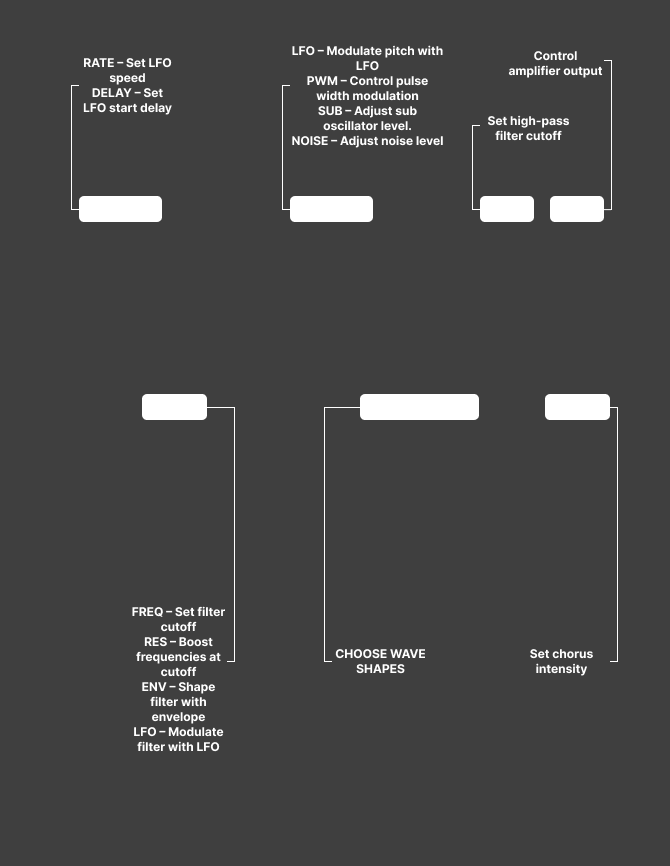 RATE – Set LFO
speed
DELAY – Set
LFO start delay
LFO – Modulate pitch with
LFO
PWM – Control pulse
width modulation
SUB – Adjust sub
oscillator level.
NOISE – Adjust noise level
Control
amplifier output
Set high-pass
filter cutoff
FREQ – Set filter
cutoff
RES – Boost
frequencies at
cutoff
ENV – Shape
filter with
envelope
LFO – Modulate
filter with LFO
CHOOSE WAVE
SHAPES
Set chorus
intensity